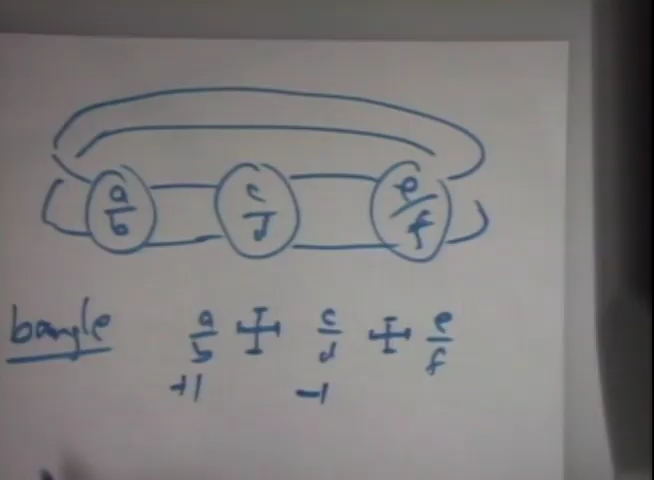 a/b c/d e/f
bangle a/b ⌶ c/d ⌶ e/f
+1 -1